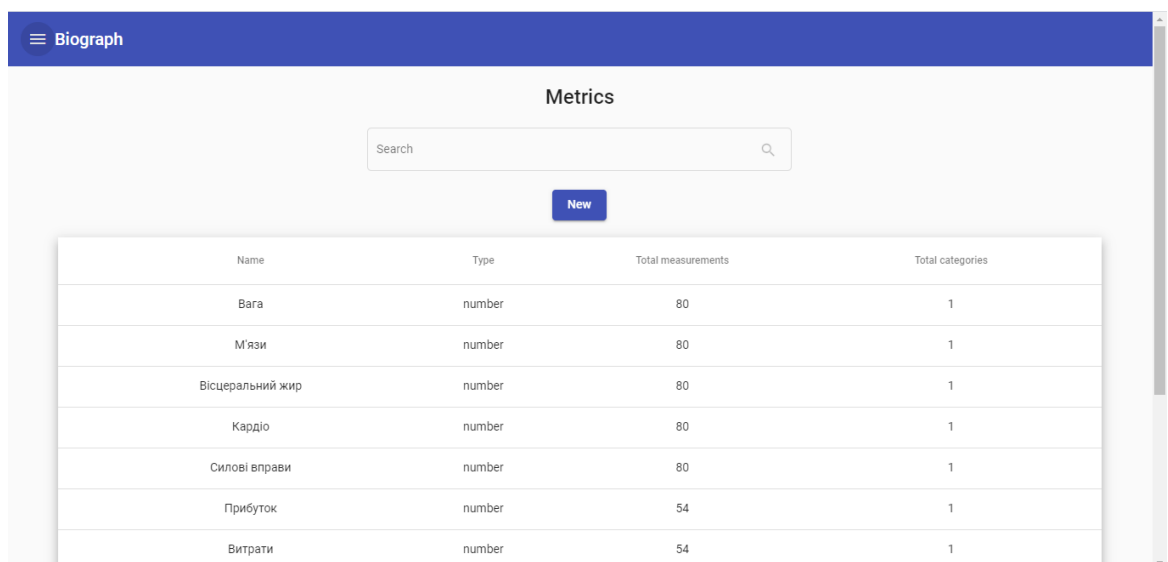 Biograph
Metrics
Search
New
Name Type Total measurements Total categories
Вага number 80 1
М'язи number 80 1
Вісцеральний жир number 80 1
Кардіо number 80 1
Силові вправи number 80 1
Прибуток number 54 1
Витрати number 54 1